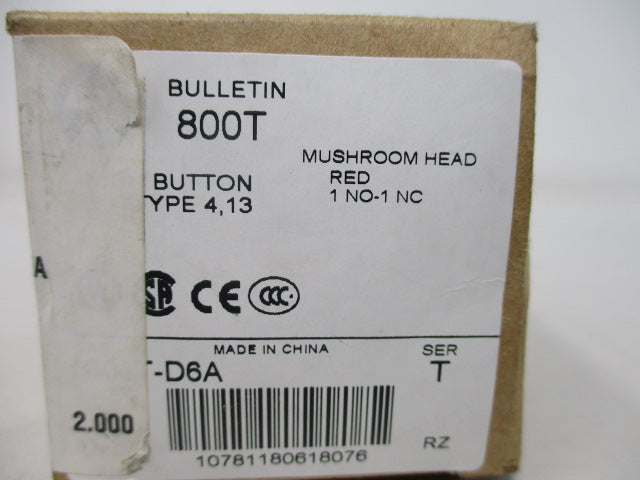 BULLETIN
800T
MUSHROOM HEAD
BUTTON
RED
TYPE 4,13
1 NO-1 NC
A
CE CCC
MADE IN CHINA
SER
T-D6A
T
2.000
RZ
10781180618076